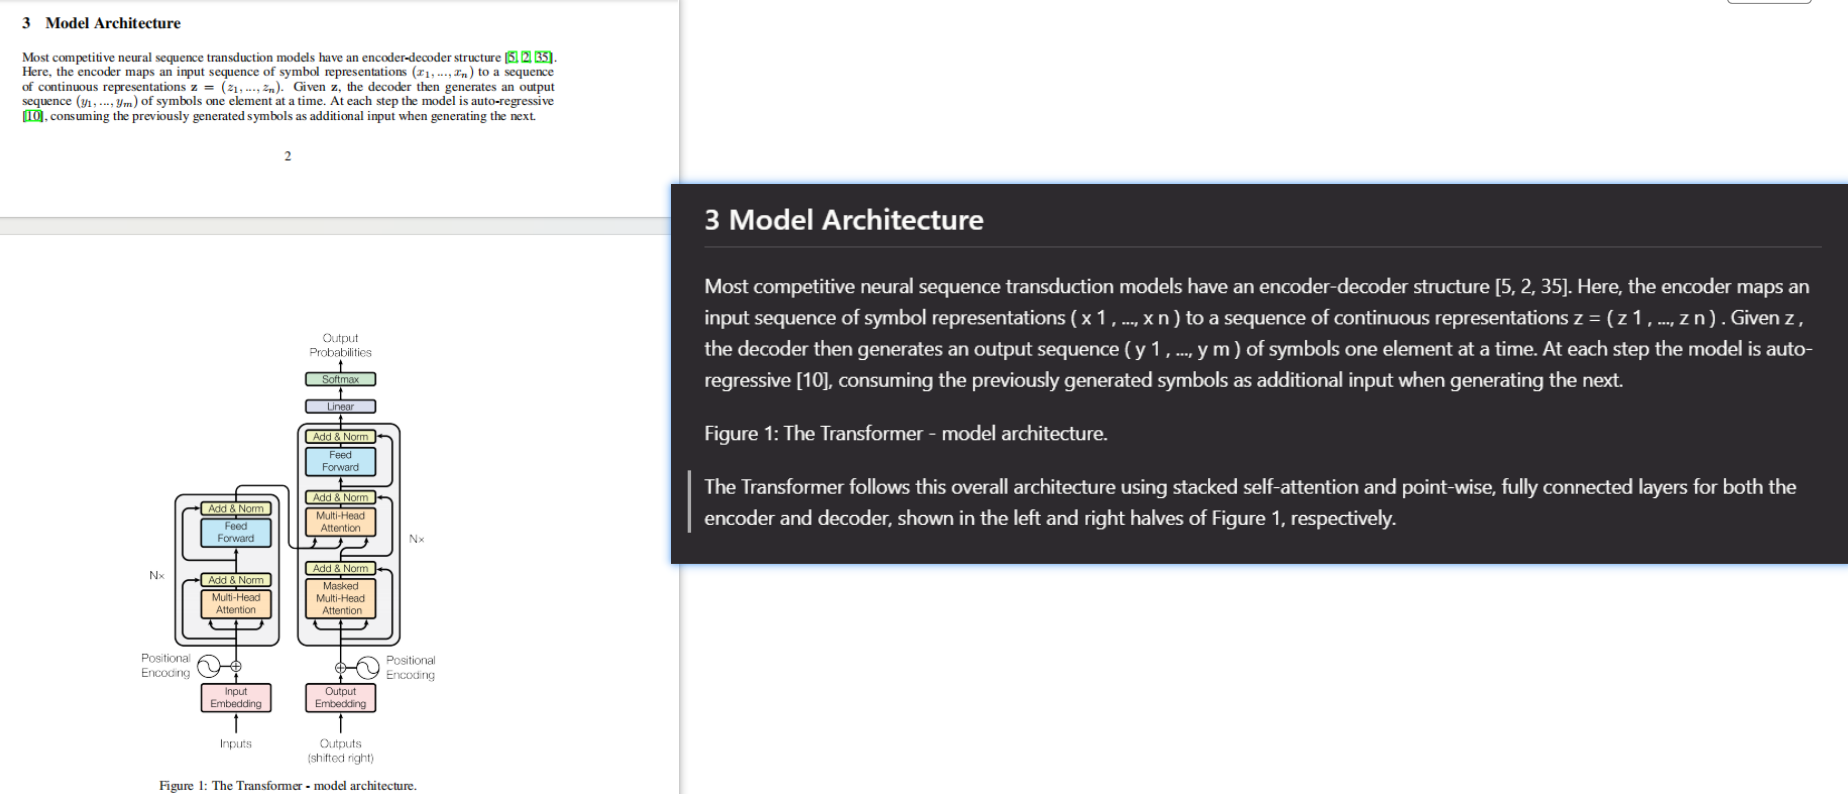 3 Model Architecture
Most competitive neural sequence transduction models have an encoder-decoder structure [5, 2, 35].
Here, the encoder maps an input sequence of symbol representations (x₁, ..., xₙ) to a sequence
of continuous representations z = (z₁, ..., zₙ). Given z, the decoder then generates an output
sequence (y₁, ..., yₘ) of symbols one element at a time. At each step the model is auto-regressive
[10], consuming the previously generated symbols as additional input when generating the next.
2
Output
Probabilities
Softmax
Linear
Add & Norm
Feed
Forward
Add & Norm
Multi-Head
Attention
Nx
Add & Norm
Masked
Multi-Head
Attention
Add & Norm
Feed
Forward
Nx
Add & Norm
Multi-Head
Attention
Positional
Encoding
Positional
Encoding
Input
Embedding
Output
Embedding
Inputs
Outputs
(shifted right)
Figure 1: The Transformer - model architecture.
3 Model Architecture
Most competitive neural sequence transduction models have an encoder-decoder structure [5, 2, 35]. Here, the encoder maps an
input sequence of symbol representations ( x 1 , ..., x n ) to a sequence of continuous representations z = ( z 1 , ..., z n ) . Given z ,
the decoder then generates an output sequence ( y 1 , ..., y m ) of symbols one element at a time. At each step the model is auto-
regressive [10], consuming the previously generated symbols as additional input when generating the next.
Figure 1: The Transformer - model architecture.
The Transformer follows this overall architecture using stacked self-attention and point-wise, fully connected layers for both the
encoder and decoder, shown in the left and right halves of Figure 1, respectively.